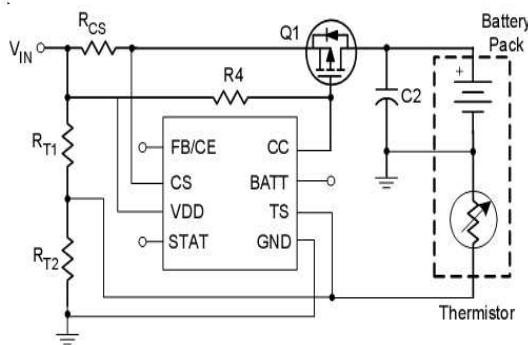 Battery
Pack
R_CS
Q1
V_IN
+
R4
C2
R_T1
FB/CE
CC
CS
BATT
VDD
TS
STAT
GND
R_T2
Thermistor